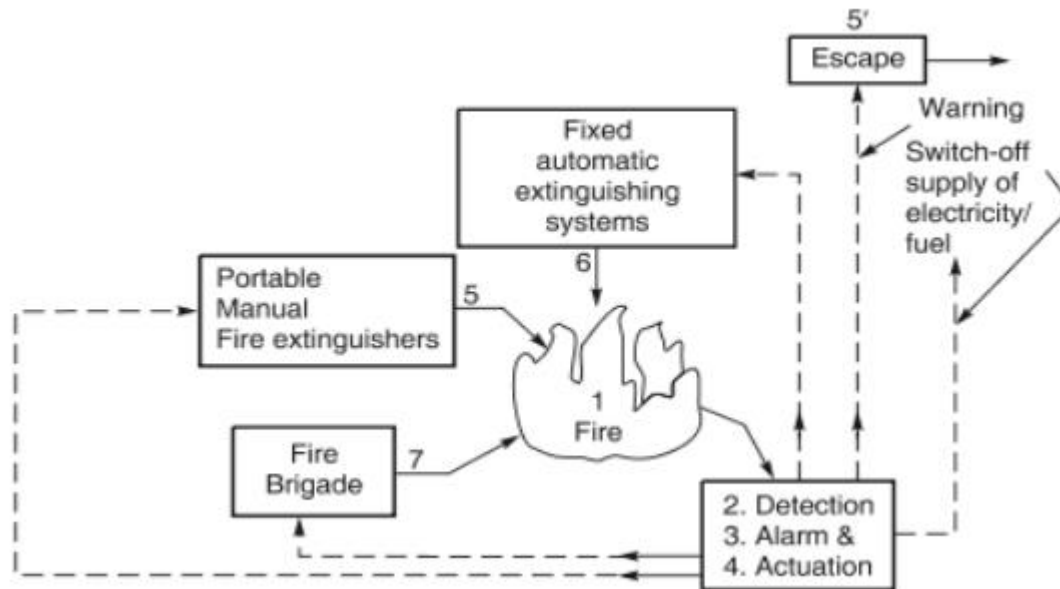 5′
Escape
Warning
Switch-off
supply of
electricity/
fuel
Fixed
automatic
extinguishing
systems
6
Portable
Manual
Fire extinguishers
5
1
Fire
Fire
Brigade
7
2. Detection
3. Alarm &
4. Actuation